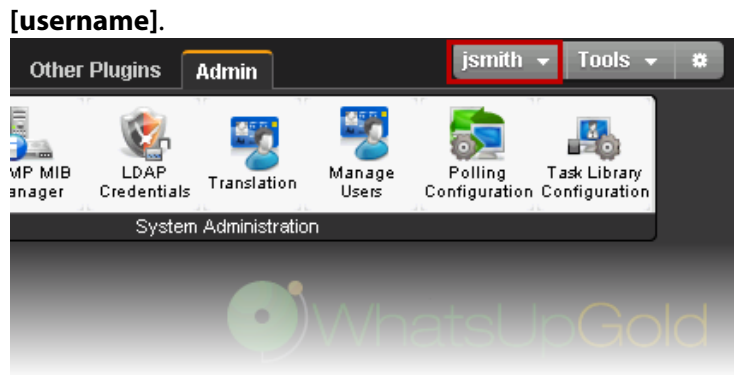 [username].
Other Plugins Admin jsmith Tools
MP MIB LDAP Translation Manage Polling Task Library
anager Credentials Users Configuration Configuration
System Administration
WhatsUpGold